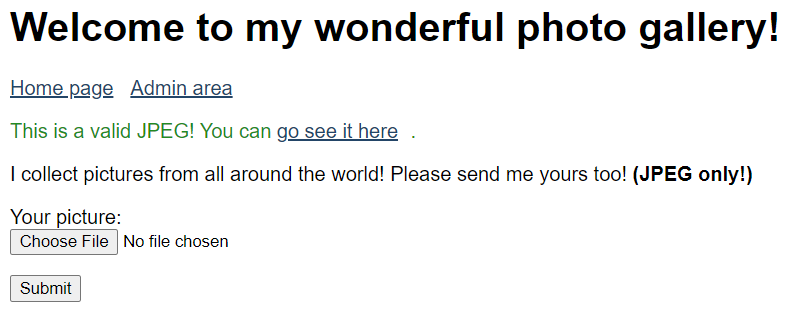 Welcome to my wonderful photo gallery!
Home page Admin area
This is a valid JPEG! You can go see it here .
I collect pictures from all around the world! Please send me yours too! (JPEG only!)
Your picture:
Choose File No file chosen
Submit